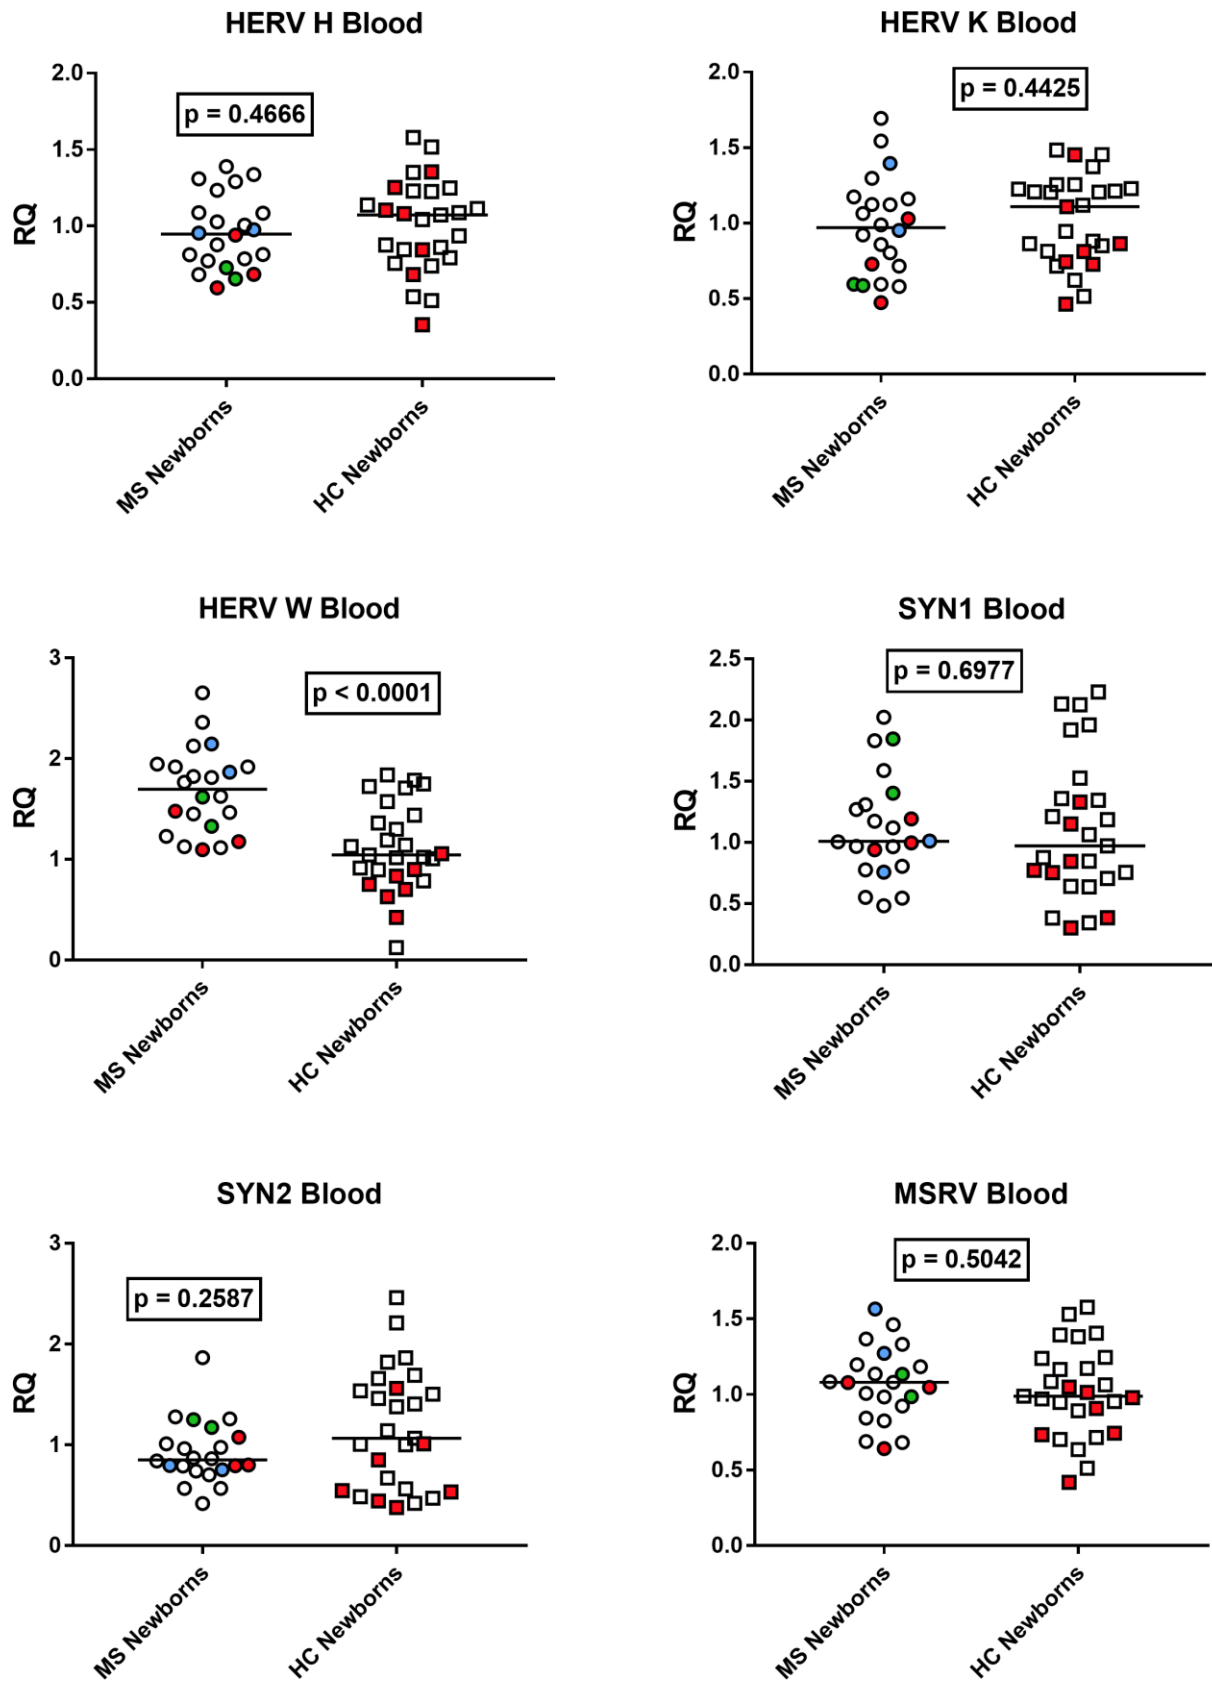 HERV H Blood
2.0
p = 0.4666
1.5
RQ
1.0
0.5
0.0
MS Newborns
HC Newborns
HERV K Blood
2.0
p = 0.4425
1.5
RQ
1.0
0.5
0.0
MS Newborns
HC Newborns
HERV W Blood
3
p < 0.0001
2
RQ
1
0
MS Newborns
HC Newborns
SYN1 Blood
2.5
p = 0.6977
2.0
1.5
RQ
1.0
0.5
0.0
MS Newborns
HC Newborns
SYN2 Blood
3
p = 0.2587
2
RQ
1
0
MS Newborns
HC Newborns
MSRV Blood
2.0
p = 0.5042
1.5
RQ
1.0
0.5
0.0
MS Newborns
HC Newborns